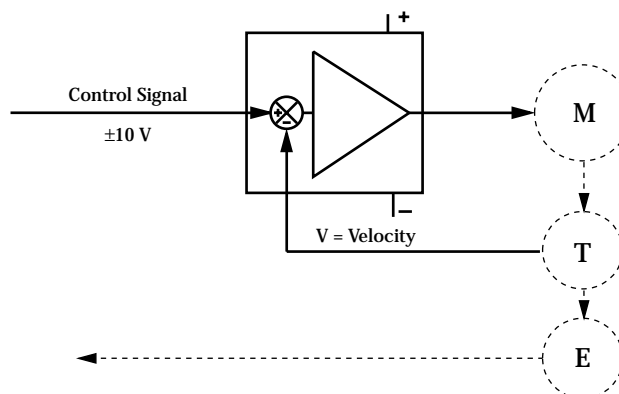 +
Control Signal
M
+
-
±10 V
–
V = Velocity
T
E